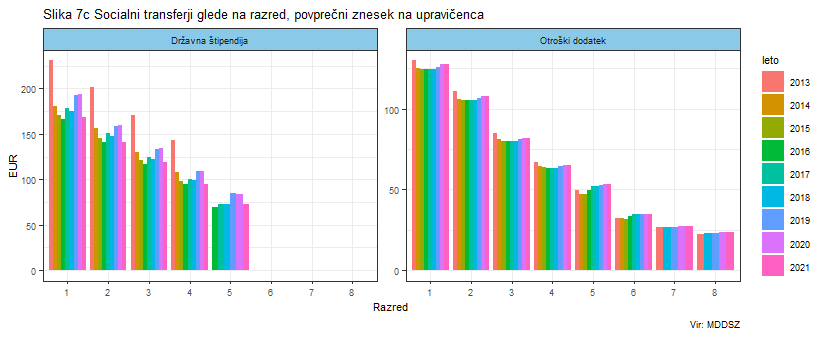 Slika 7c Socialni transferji glede na razred, povprečni znesek na upravičenca
Državna štipendija
Otroški dodatek
EUR
200
150
100
50
0
100
50
0
1 2 3 4 5 6 7 8
1 2 3 4 5 6 7 8
Razred
leto
2013
2014
2015
2016
2017
2018
2019
2020
2021
Vir: MDDSZ